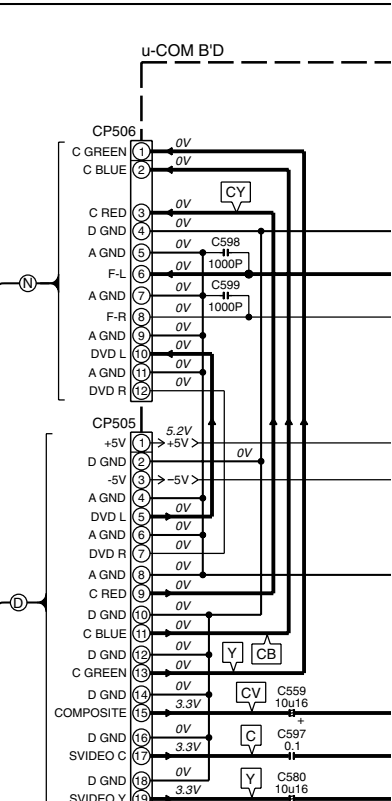 u-COM B'D
CP506
C GREEN 1 0V
C BLUE 2 0V
CY
C RED 3 0V
D GND 4 0V
A GND 5 0V C598
1000P
F-L 6 0V
A GND 7 0V C599
1000P
F-R 8 0V
A GND 9 0V
DVD L 10 0V
A GND 11 0V
DVD R 12 0V
N
CP505
+5V 1 5.2V +5V
D GND 2 0V
-5V 3 -5V
A GND 4 0V
DVD L 5 0V
A GND 6 0V
DVD R 7 0V
A GND 8 0V
C RED 9 0V
D
D GND 10 0V
C BLUE 11 0V
D GND 12 0V Y CB
C GREEN 13 0V
D GND 14 0V CV C559
10u16
COMPOSITE 15 3.3V +
D GND 16 0V C C597
0.1
SVIDEO C 17 3.3V
D GND 18 0V Y C580
10u16
SVIDEO Y 19 3.3V